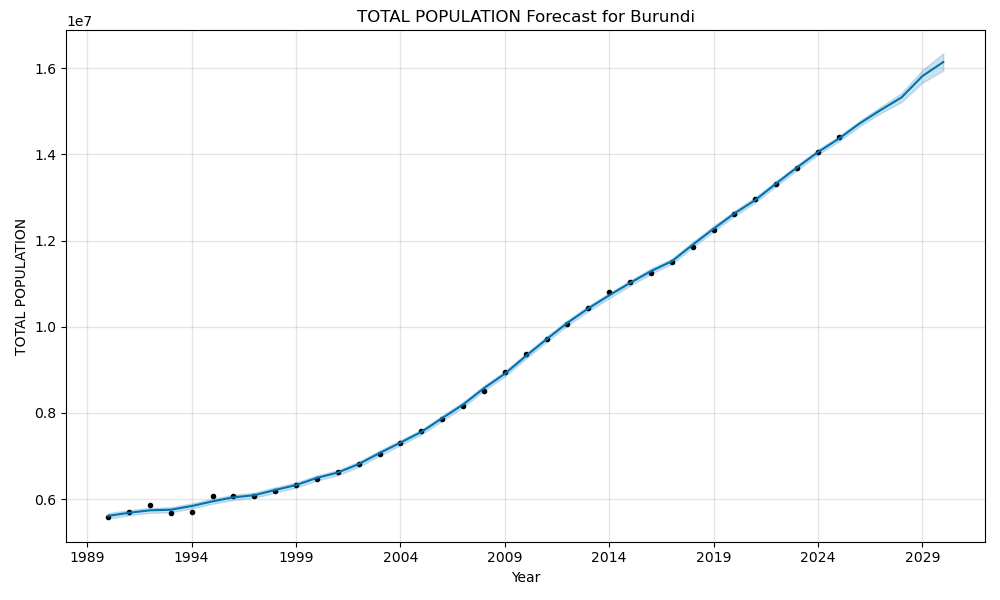 TOTAL POPULATION Forecast for Burundi
1e7
1.6
1.4
1.2
1.0
0.8
0.6
TOTAL POPULATION
1989 1994 1999 2004 2009 2014 2019 2024 2029
Year